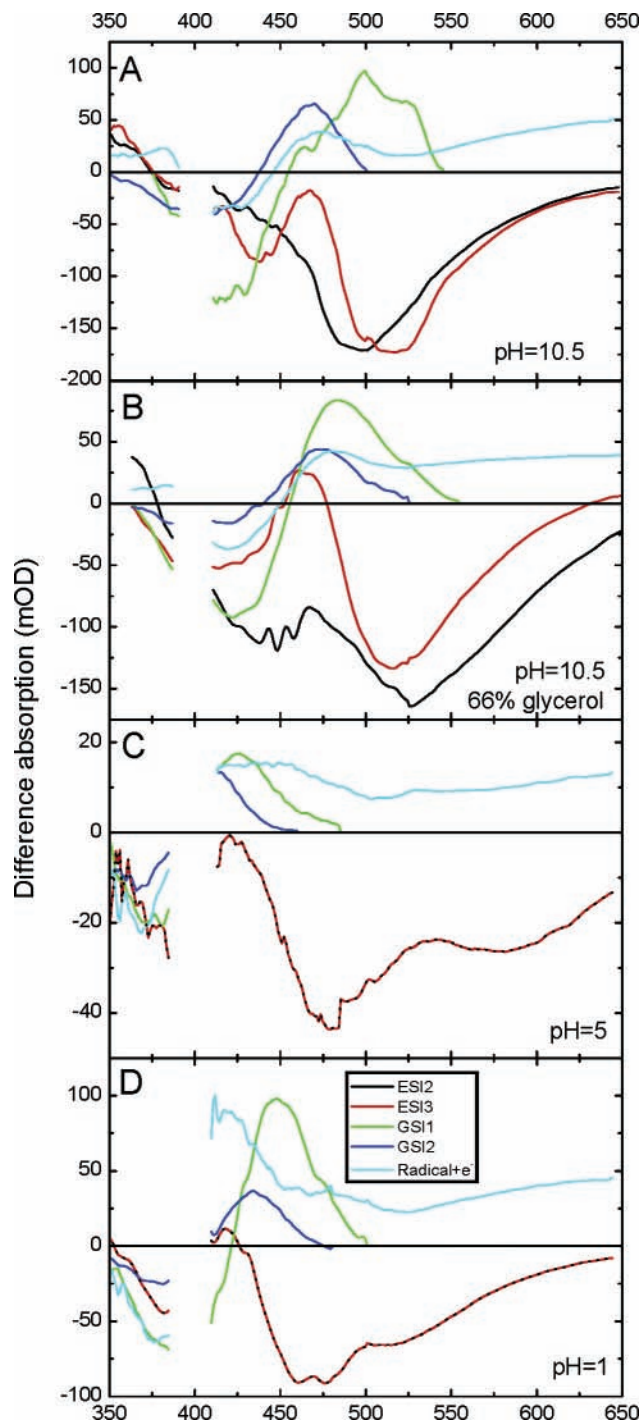 350 400 450 500 550 600 650
A
100
50
0
-50
-100
-150
-200
pH=10.5
B
50
0
-50
-100
-150
pH=10.5
66% glycerol
Difference absorption (mOD)
C
20
0
-20
-40
pH=5
D
100
50
0
-50
-100
ESI2
ESI3
GSI1
GSI2
Radical+e-
pH=1
350 400 450 500 550 600 650